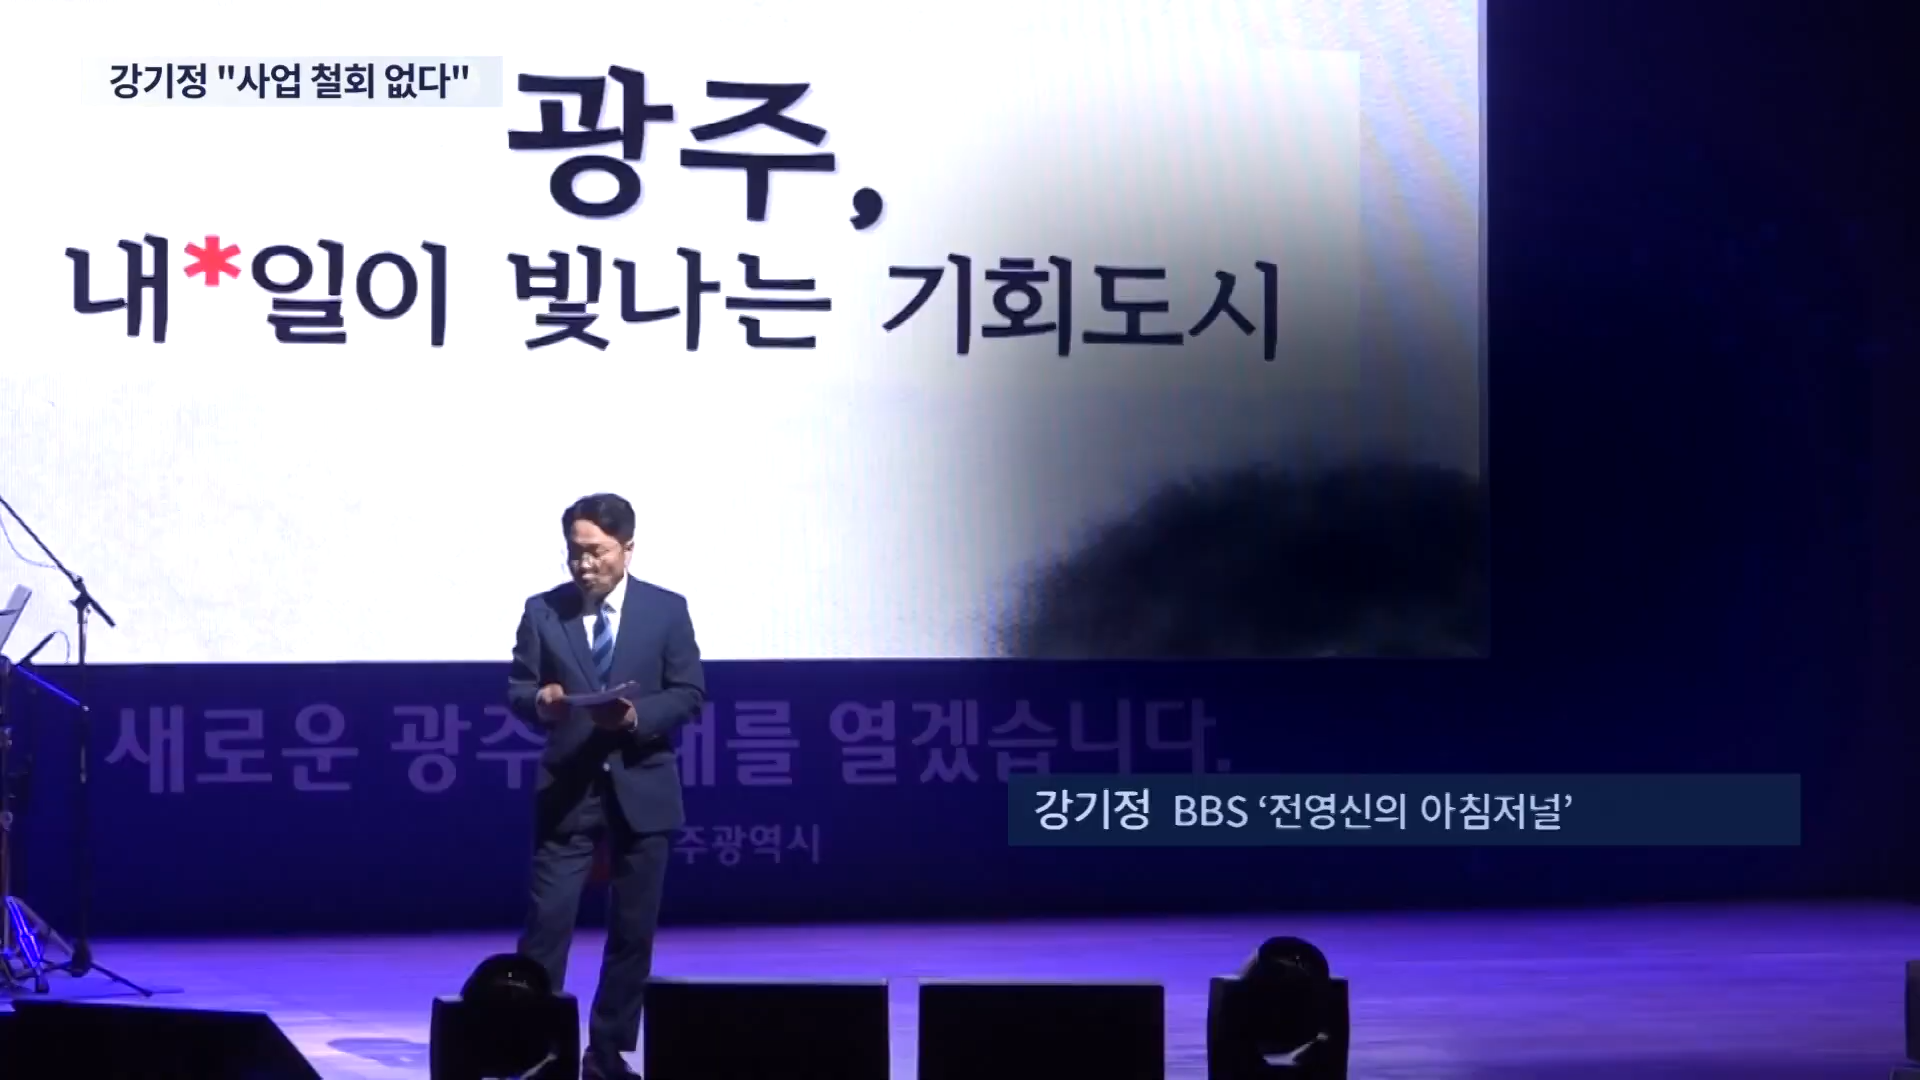 강기정 "사업 철회 없다"
광주,
내*일이 빛나는 기회도시
새로운 광주 를 열겠습니다.
강기정 BBS ‘전영신의 아침저널’
주광역시